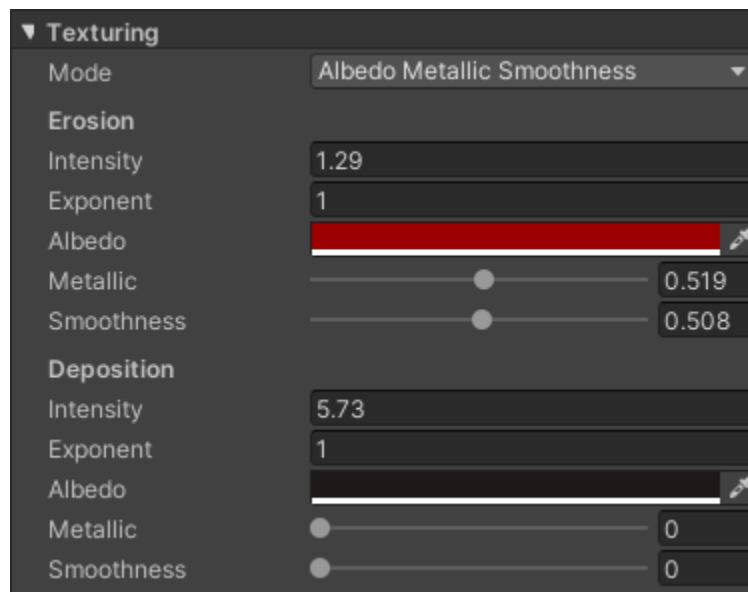 Texturing
Mode Albedo Metallic Smoothness
Erosion
Intensity 1.29
Exponent 1
Albedo
Metallic 0.519
Smoothness 0.508
Deposition
Intensity 5.73
Exponent 1
Albedo
Metallic 0
Smoothness 0